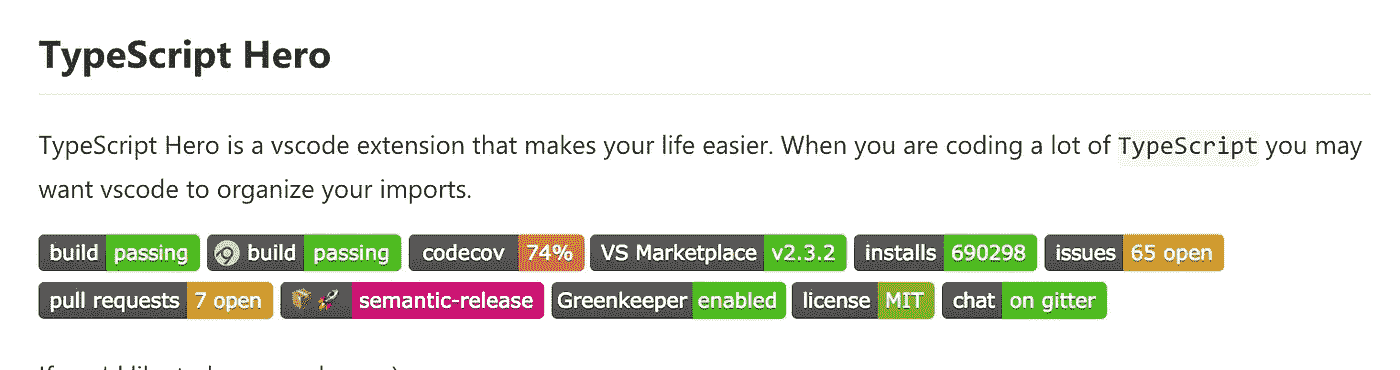 TypeScript Hero
TypeScript Hero is a vscode extension that makes your life easier. When you are coding a lot of TypeScript you may
want vscode to organize your imports.
build passing build passing codecov 74% VS Marketplace v2.3.2 installs 690298 issues 65 open
pull requests 7 open semantic-release Greenkeeper enabled license MIT chat on gitter